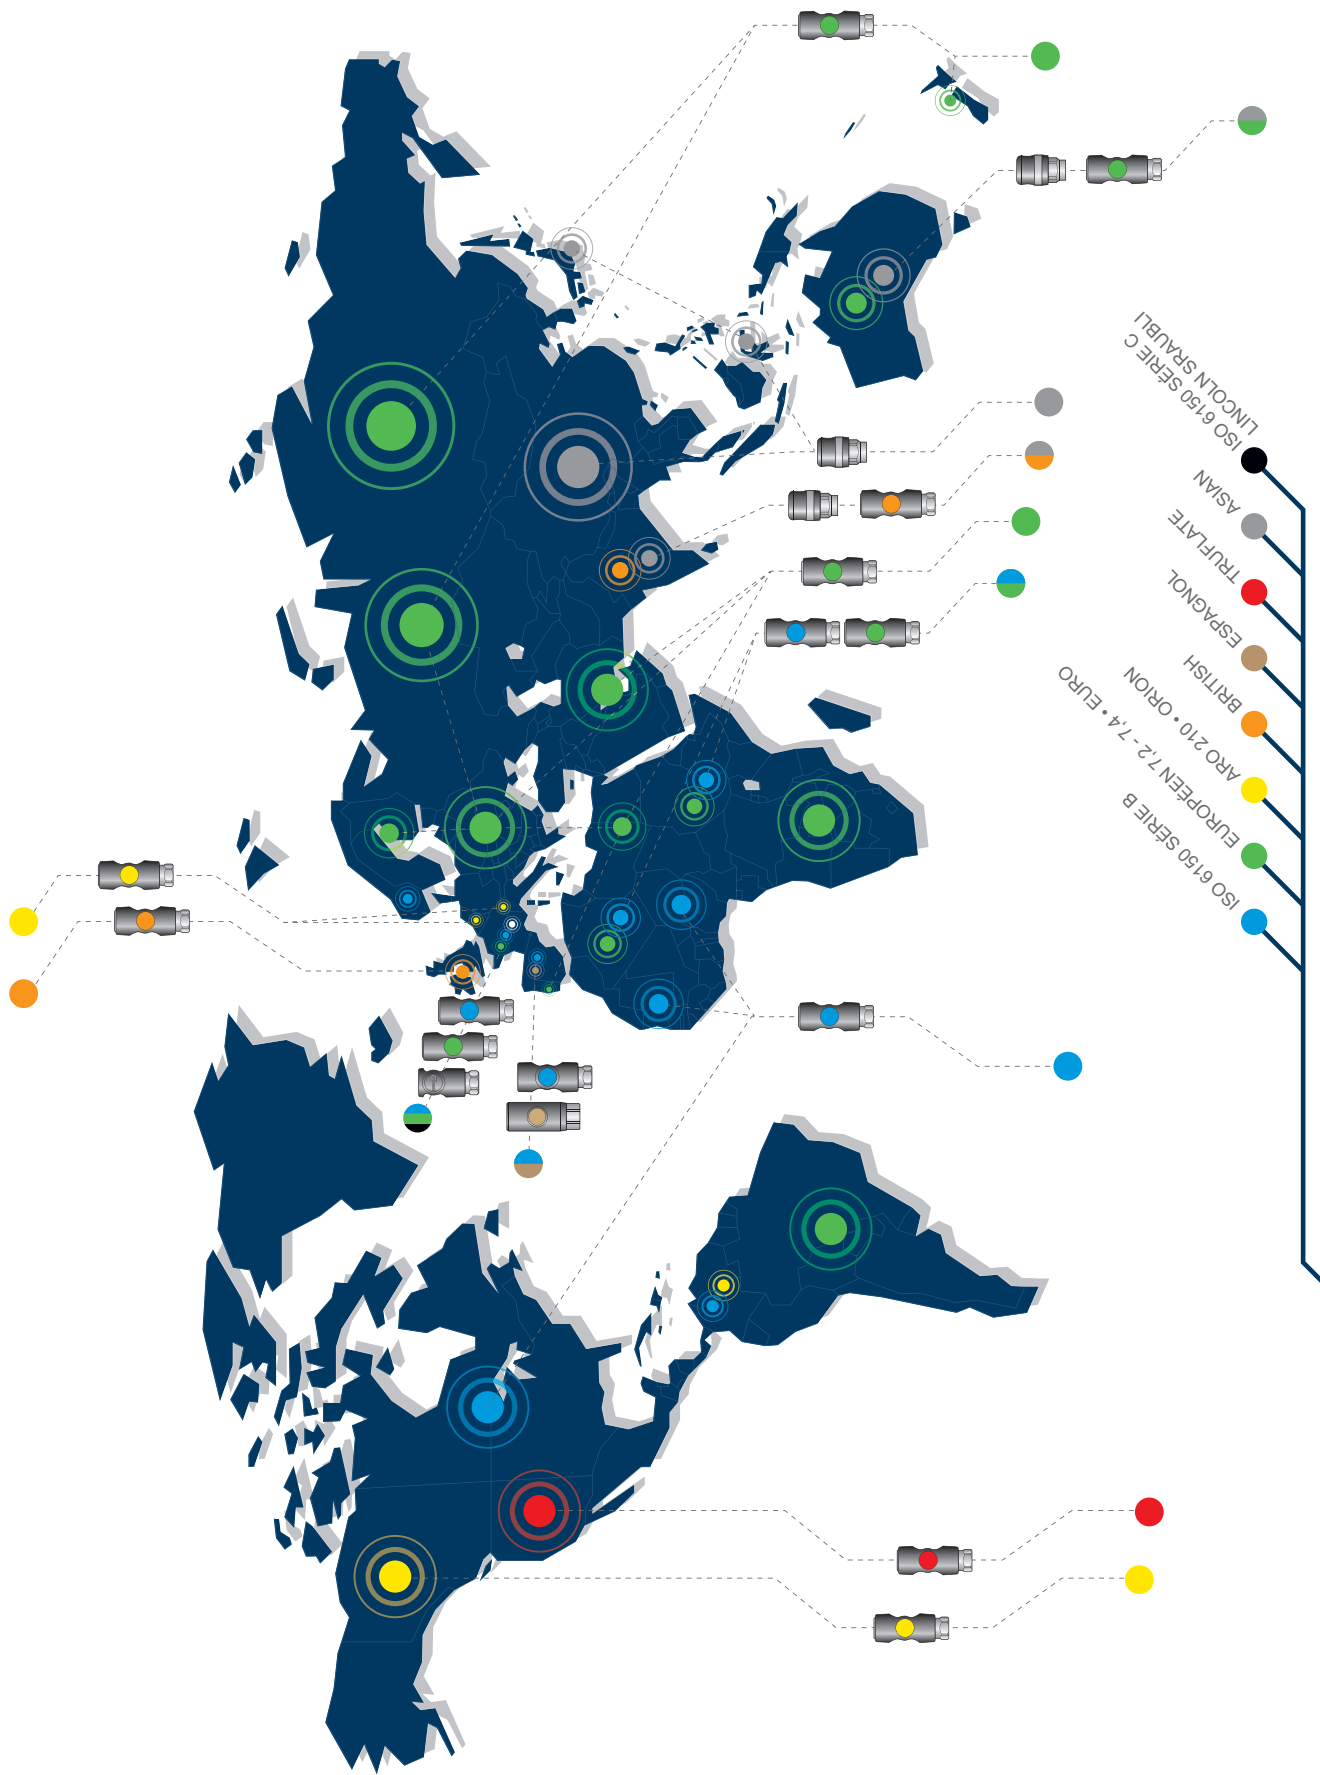 ISO 6150 SÉRIE C
LINCOLN SRAUBLI
ASIAN
TRUFLATE
ESPAGNOL
BRITISH
ARO 210 • ORION
EUROPÉEN 7,2 - 7,4 • EURO
ISO 6150 SÉRIE B